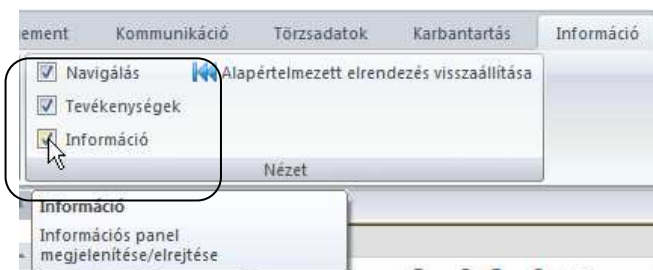 ement Kommunikáció Törzsadatok Karbantartás Információ
Navigálás Alapértelmezett elrendezés visszaállítása
Tevékenységek
Információ
Nézet
Információ
Információs panel
megjelenítése/elrejtése